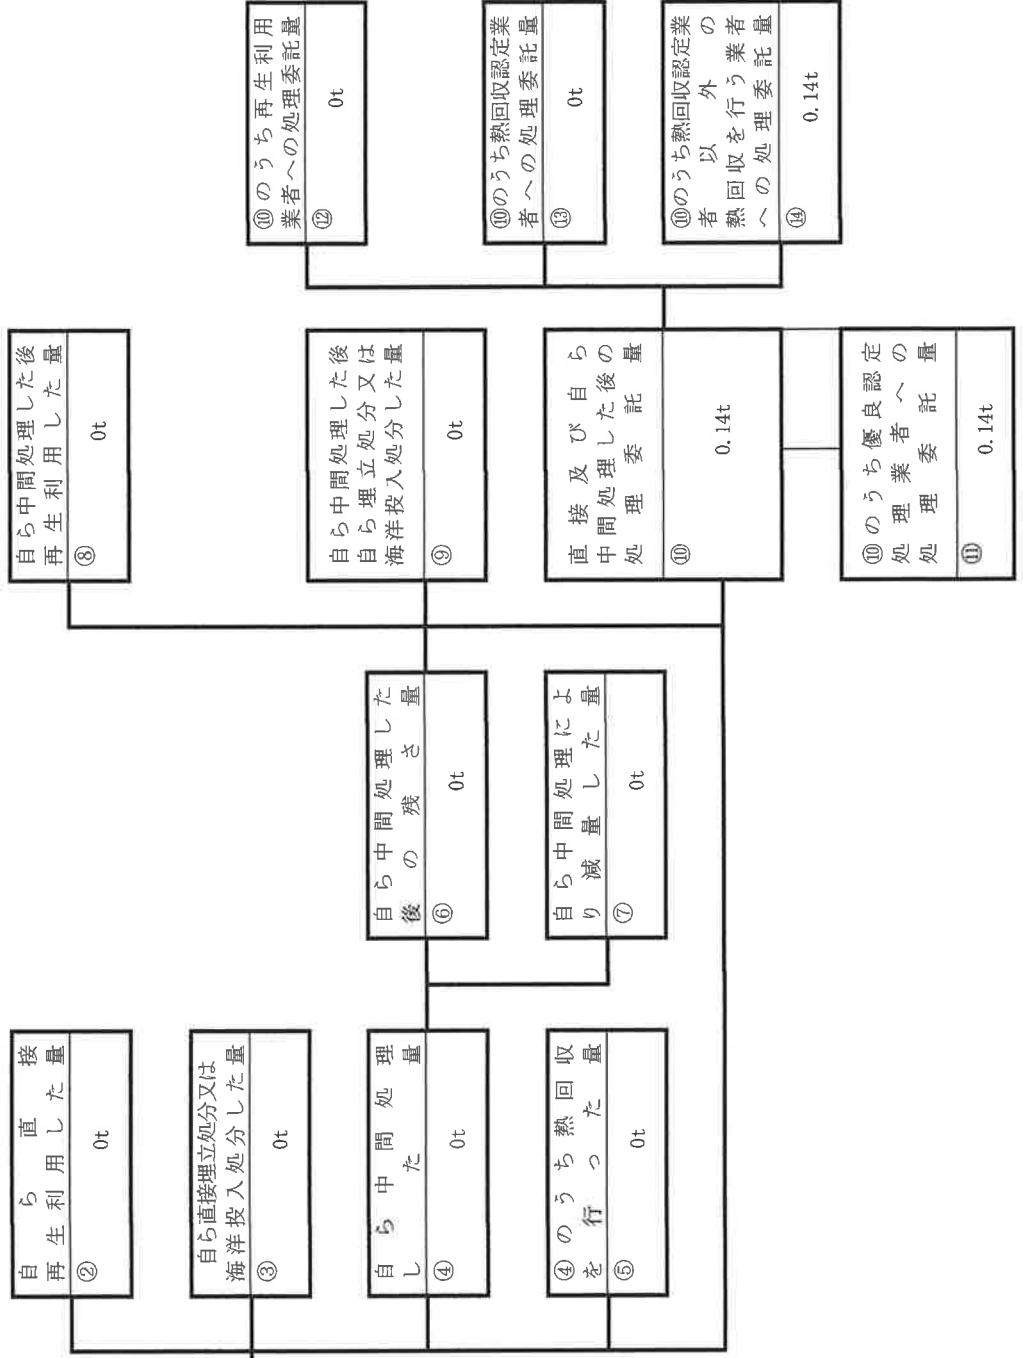 自ら直接
再生利用した量
②
0t
自ら直接埋立処分又は
海洋投入処分した量
③
0t
自ら中間処理
した量
④
0t
④のうち熱回収
を行った量
⑤
0t
自ら中間処理した
後の残さ量
⑥
0t
自ら中間処理によ
り減量した量
⑦
0t
自ら中間処理した後
再生利用した量
⑧
0t
自ら中間処理した後
自ら埋立処分又は
海洋投入処分した量
⑨
0t
直接及び自ら
中間処理した後の
処理委託量
⑩
0.14t
⑩のうち優良認定
処理業者への
処理委託量
⑪
0.14t
⑩のうち再生利用
業者への処理委託量
⑫
0t
⑩のうち熱回収認定業
者への処理委託量
⑬
0t
⑩のうち熱回収認定業
者以外の
熱回収を行う業者
への処理委託量
⑭
0.14t